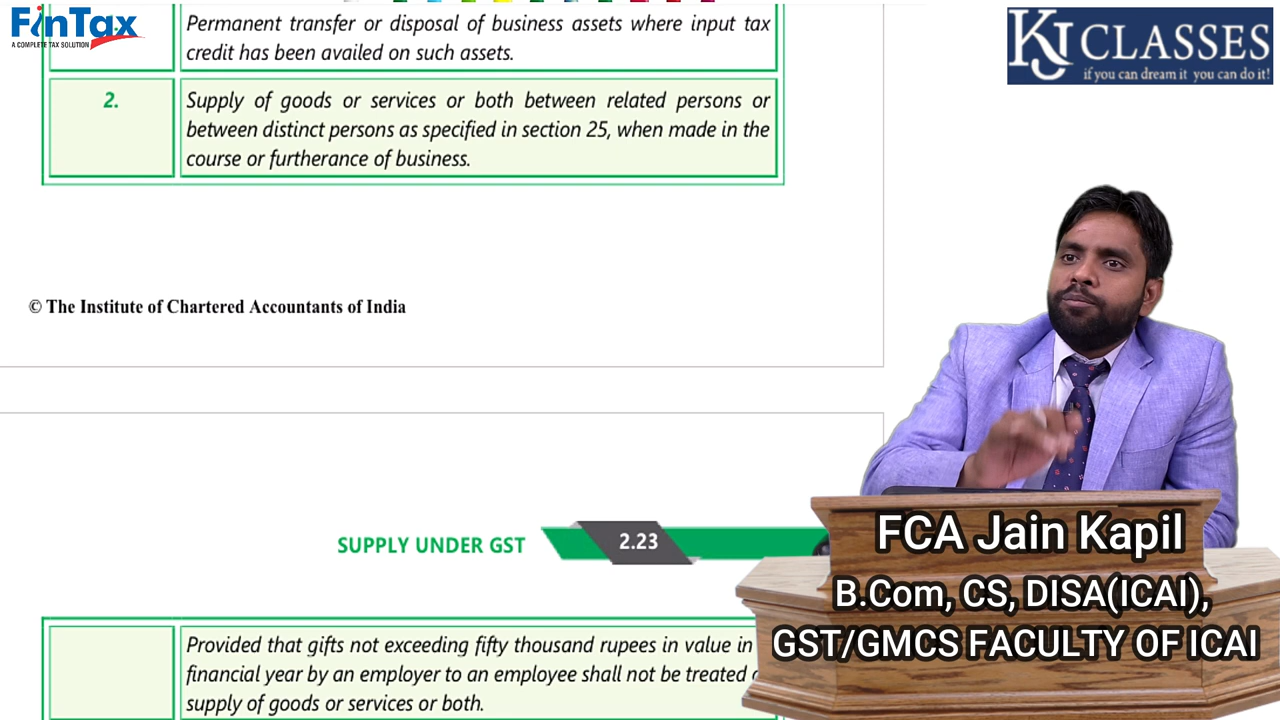 FinTax
A COMPLETE TAX SOLUTION
KJ CLASSES
if you can dream it you can do it!
Permanent transfer or disposal of business assets where input tax
credit has been availed on such assets.
2.
Supply of goods or services or both between related persons or
between distinct persons as specified in section 25, when made in the
course or furtherance of business.
© The Institute of Chartered Accountants of India
SUPPLY UNDER GST
2.23
Provided that gifts not exceeding fifty thousand rupees in value in
financial year by an employer to an employee shall not be treated
supply of goods or services or both.
FCA Jain Kapil
B.Com, CS, DISA(ICAI),
GST/GMCS FACULTY OF ICAI